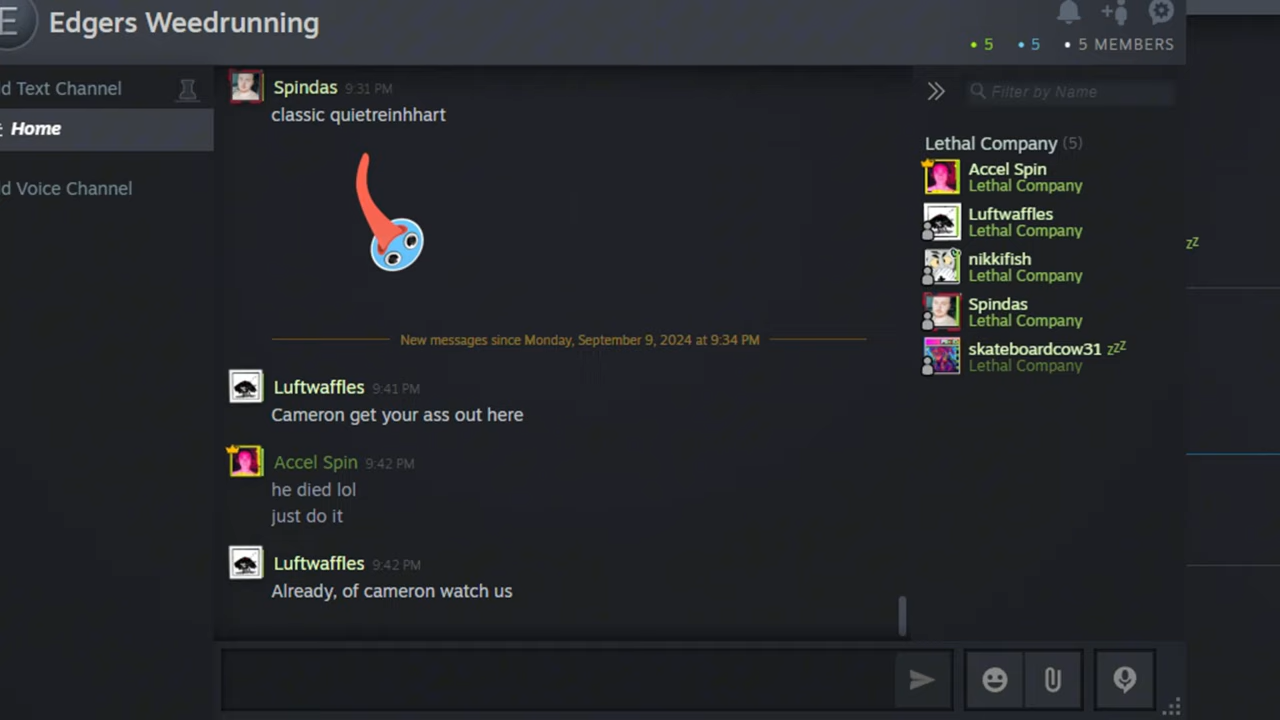 E
Edgers Weedrunning
5 5 5 MEMBERS
d Text Channel
Home
d Voice Channel
Spindas 9:31 PM
classic quietreinhhart
New messages since Monday, September 9, 2024 at 9:34 PM
Luftwaffles 9:41 PM
Cameron get your ass out here
Accel Spin 9:42 PM
he died lol
just do it
Luftwaffles 9:42 PM
Already, of cameron watch us
Filter by Name
Lethal Company (5)
Accel Spin
Lethal Company
Luftwaffles
Lethal Company
nikkifish
Lethal Company
Spindas
Lethal Company
skateboardcow31 zzz
Lethal Company
zz